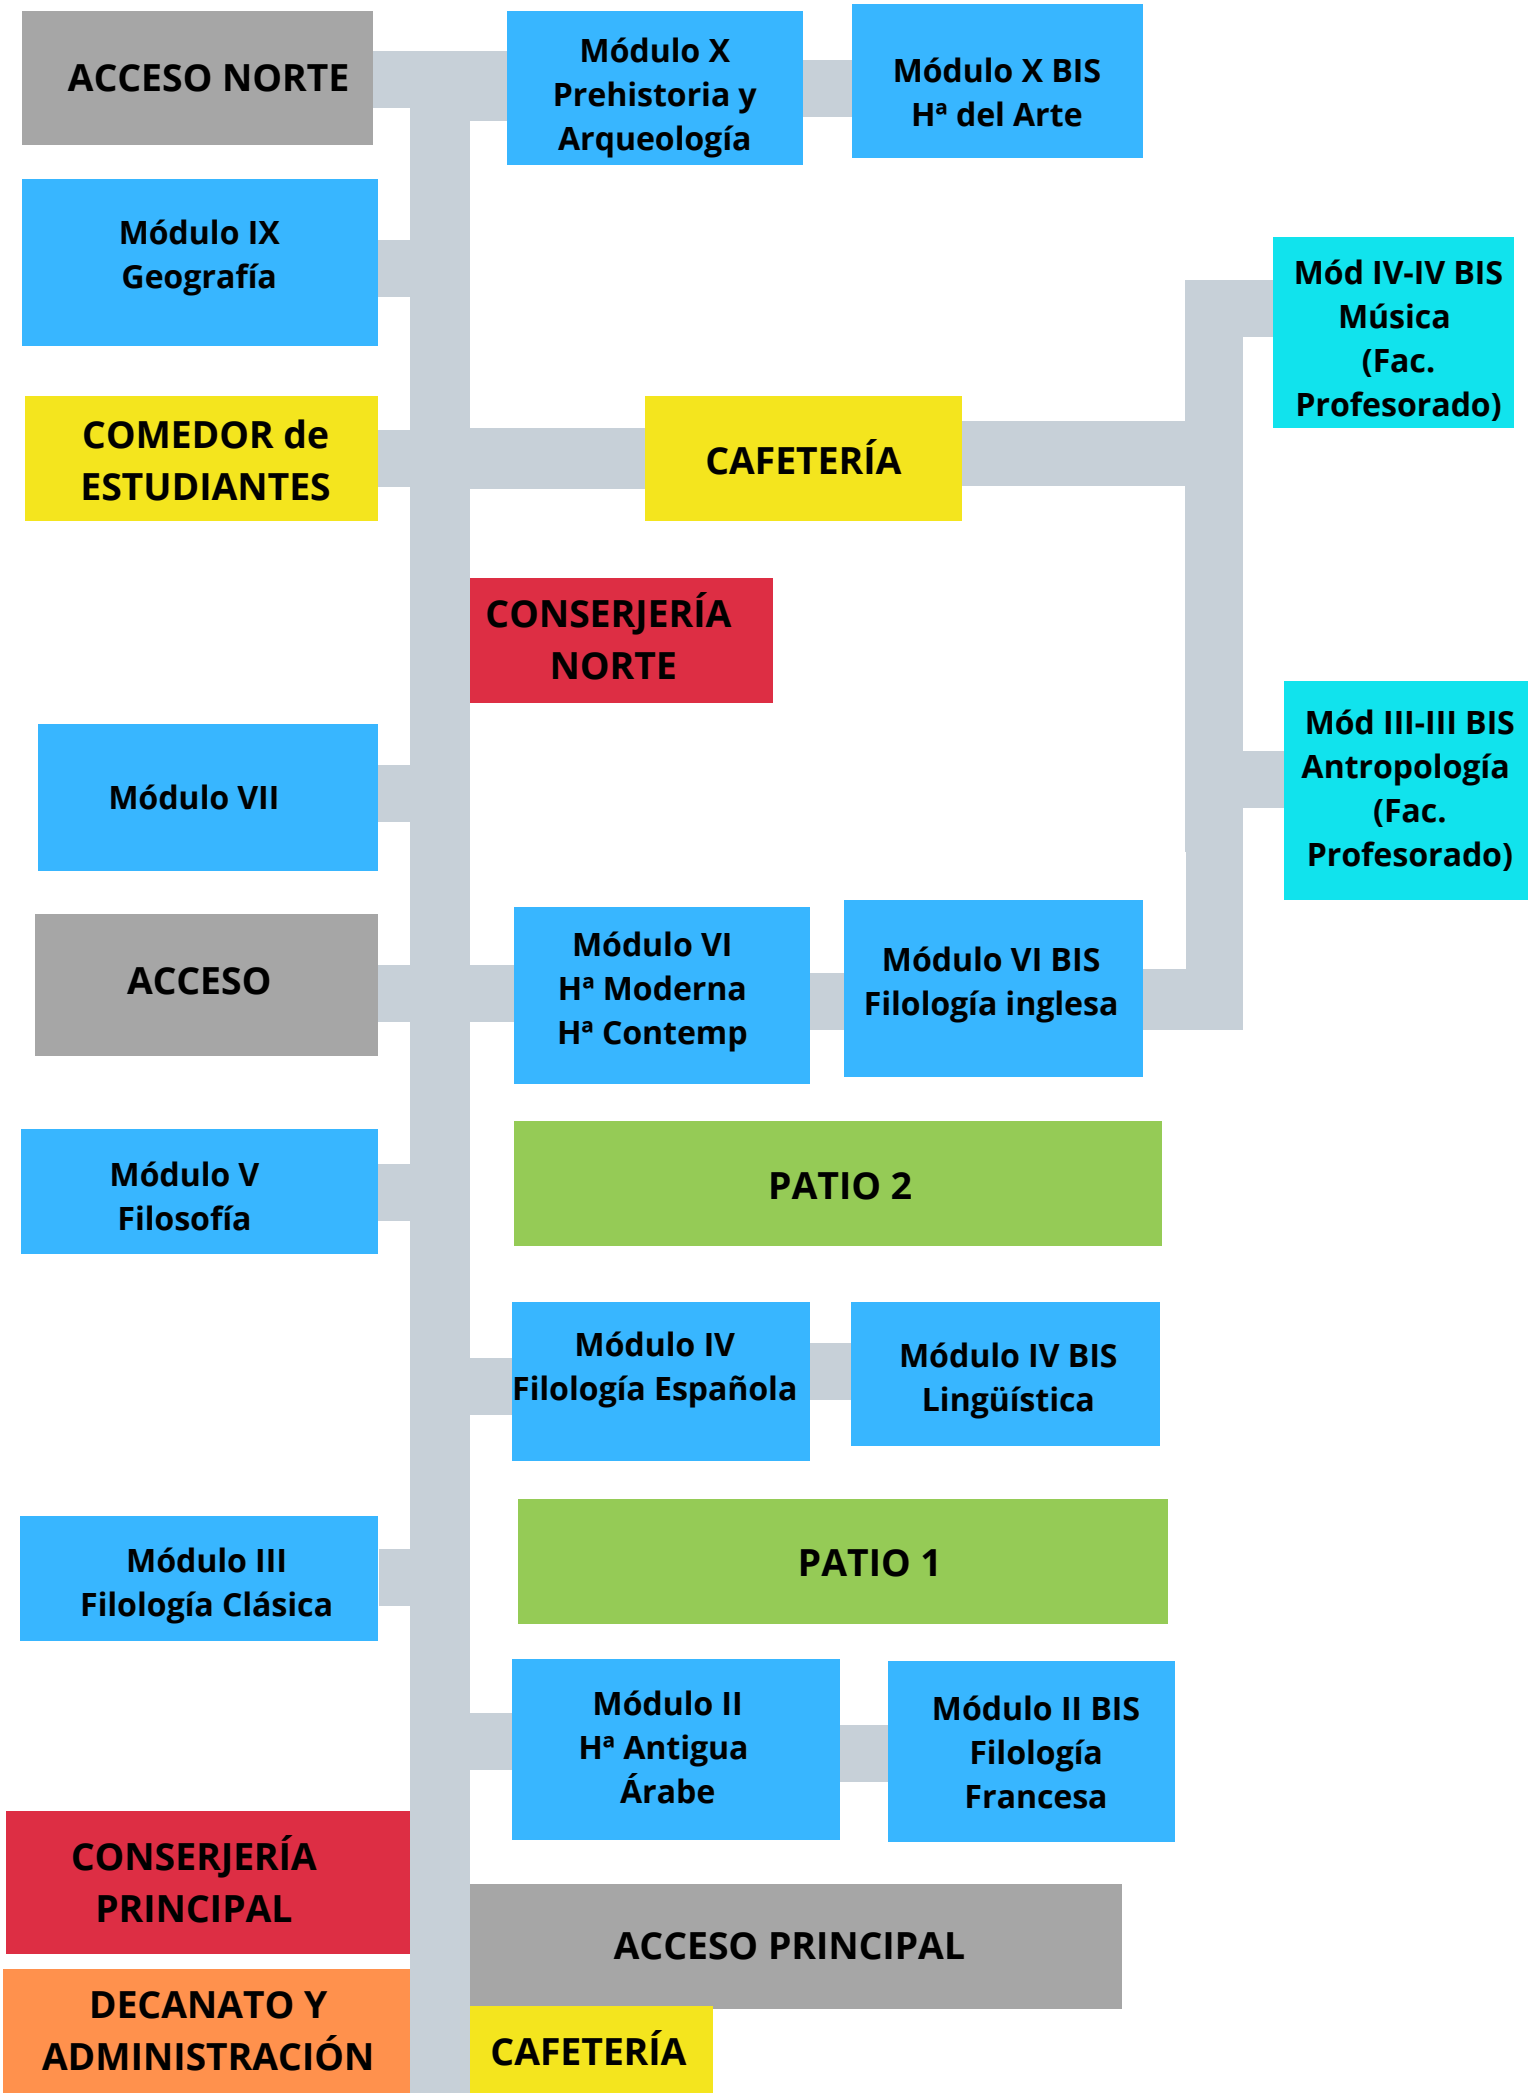 ACCESO NORTE
Módulo X
Prehistoria y
Arqueología
Módulo X BIS
Hª del Arte
Módulo IX
Geografía
Mód IV-IV BIS
Música
(Fac.
Profesorado)
COMEDOR de
ESTUDIANTES
CAFETERÍA
CONSERJERÍA
NORTE
Módulo VII
Mód III-III BIS
Antropología
(Fac.
Profesorado)
ACCESO
Módulo VI
Hª Moderna
Hª Contemp
Módulo VI BIS
Filología inglesa
Módulo V
Filosofía
PATIO 2
Módulo IV
Filología Española
Módulo IV BIS
Lingüística
Módulo III
Filología Clásica
PATIO 1
Módulo II
Hª Antigua
Árabe
Módulo II BIS
Filología
Francesa
CONSERJERÍA
PRINCIPAL
ACCESO PRINCIPAL
DECANATO Y
ADMINISTRACIÓN
CAFETERÍA